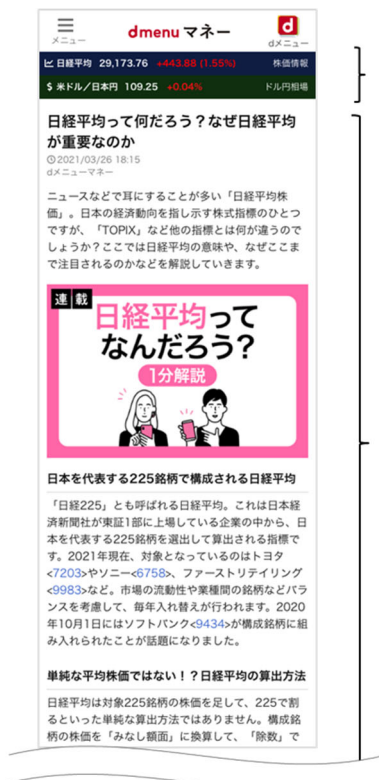 メニュー
dmenu マネー
d
dメニュー
日経平均 29,173.76 +443.88 (1.55%) 株価情報
$ 米ドル／日本円 109.25 +0.04% ドル円相場
日経平均って何だろう？なぜ日経平均
が重要なのか
2021/03/26 18:15
dメニューマネー
ニュースなどで耳にすることが多い「日経平均株
価」。日本の経済動向を指し示す株式指標のひとつ
ですが、「TOPIX」など他の指標とは何が違うので
しょうか？ここでは日経平均の意味や、なぜここま
で注目されるのかなどを解説していきます。
連載
日経平均って
なんだろう？
1分解説
日本を代表する225銘柄で構成される日経平均
「日経225」とも呼ばれる日経平均。これは日本経
済新聞社が東証1部に上場している企業の中から、日
本を代表する225銘柄を選出して算出される指標で
す。2021年現在、対象となっているのはトヨタ
<7203>やソニー<6758>、ファーストリテイリング
<9983>など。市場の流動性や業種間の銘柄などバラ
ンスを考慮して、毎年入れ替えが行われます。2020
年10月1日にはソフトバンク<9434>が構成銘柄に組
み入れられたことが話題になりました。
単純な平均株価ではない！？日経平均の算出方法
日経平均は対象225銘柄の株価を足して、225で割
るといった単純な算出方法ではありません。構成銘
柄の株価を「みなし額面」に換算して、「除数」で